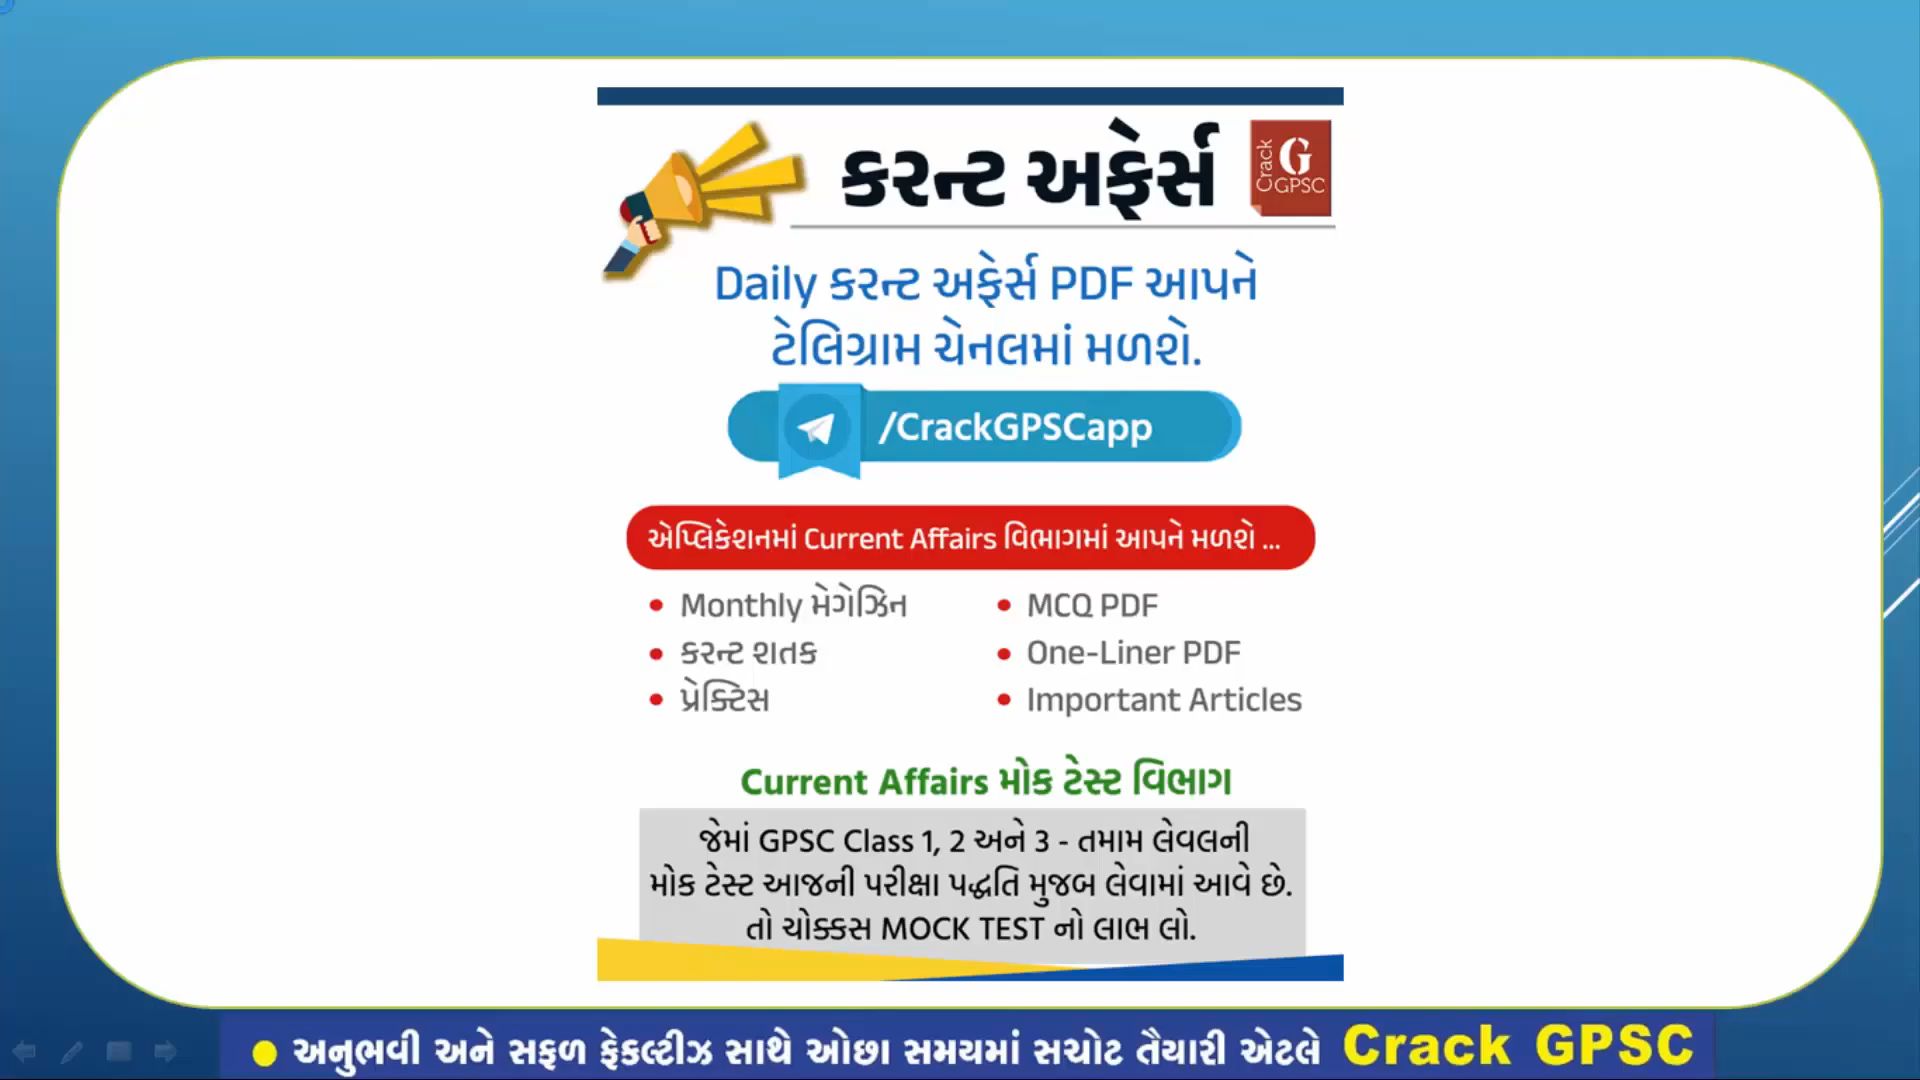 કરન્ટ અફેર્સ
Crack G GPSC
Daily કરન્ટ અફેર્સ PDF આપને
ટેલિગ્રામ ચેનલમાં મળશે.
/CrackGPSCapp
એપ્લિકેશનમાં Current Affairs વિભાગમાં આપને મળશે ...
• Monthly મેગેઝિન
• કરન્ટ શતક
• પ્રેક્ટિસ
• MCQ PDF
• One-Liner PDF
• Important Articles
Current Affairs મોક ટેસ્ટ વિભાગ
જેમાં GPSC Class 1, 2 અને 3 - તમામ લેવલની
મોક ટેસ્ટ આજની પરીક્ષા પદ્ધતિ મુજબ લેવામાં આવે છે.
તો ચોક્કસ MOCK TEST નો લાભ લો.
• અનુભવી અને સફળ ફેકલ્ટીઝ સાથે ઓછા સમયમાં સચોટ તૈયારી એટલે Crack GPSC